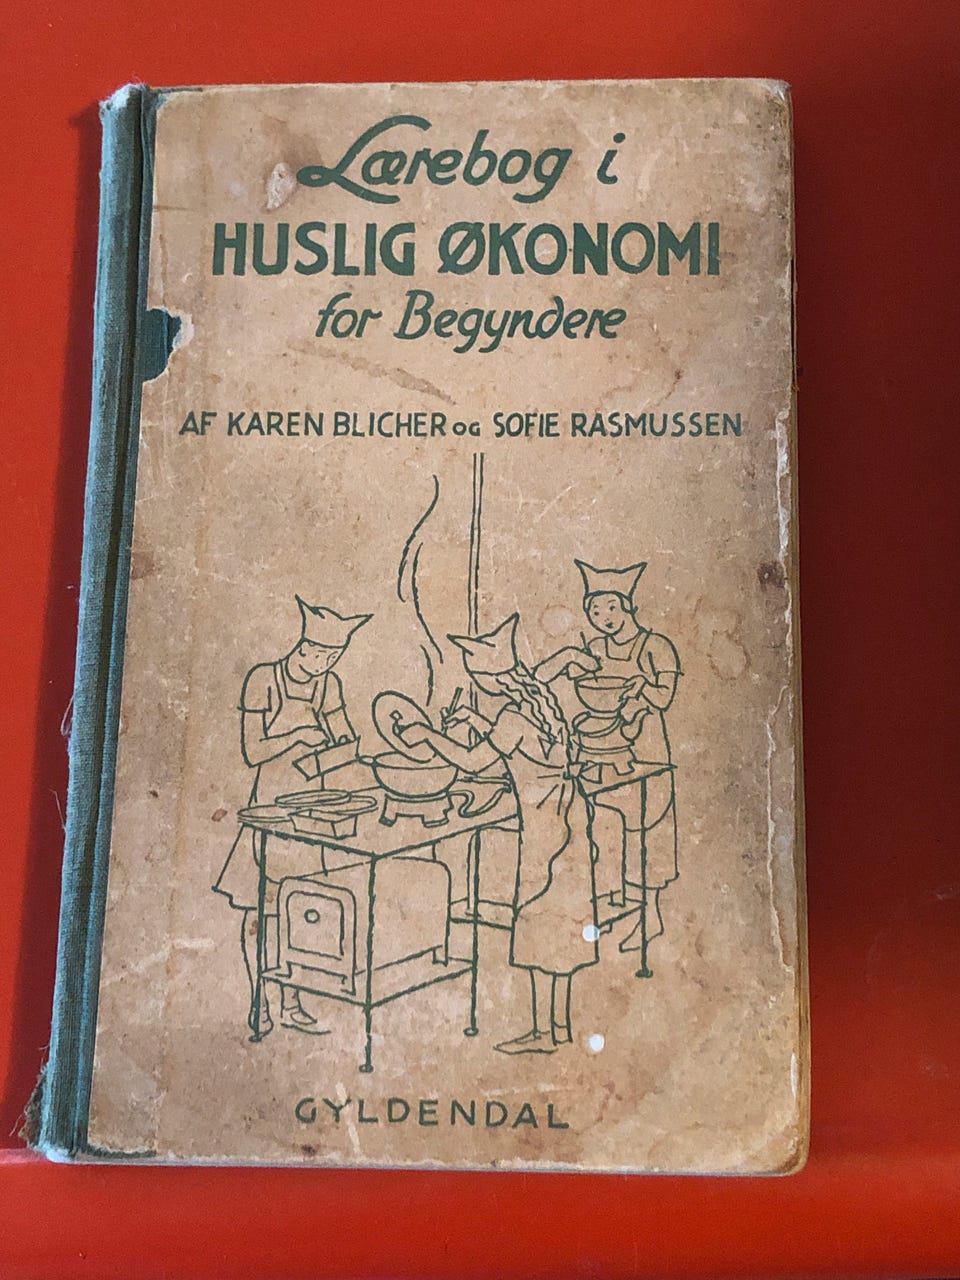 Lærebog i
HUSLIG ØKONOMI
for Begyndere
AF KAREN BLICHER OG SOFIE RASMUSSEN
GYLDENDAL